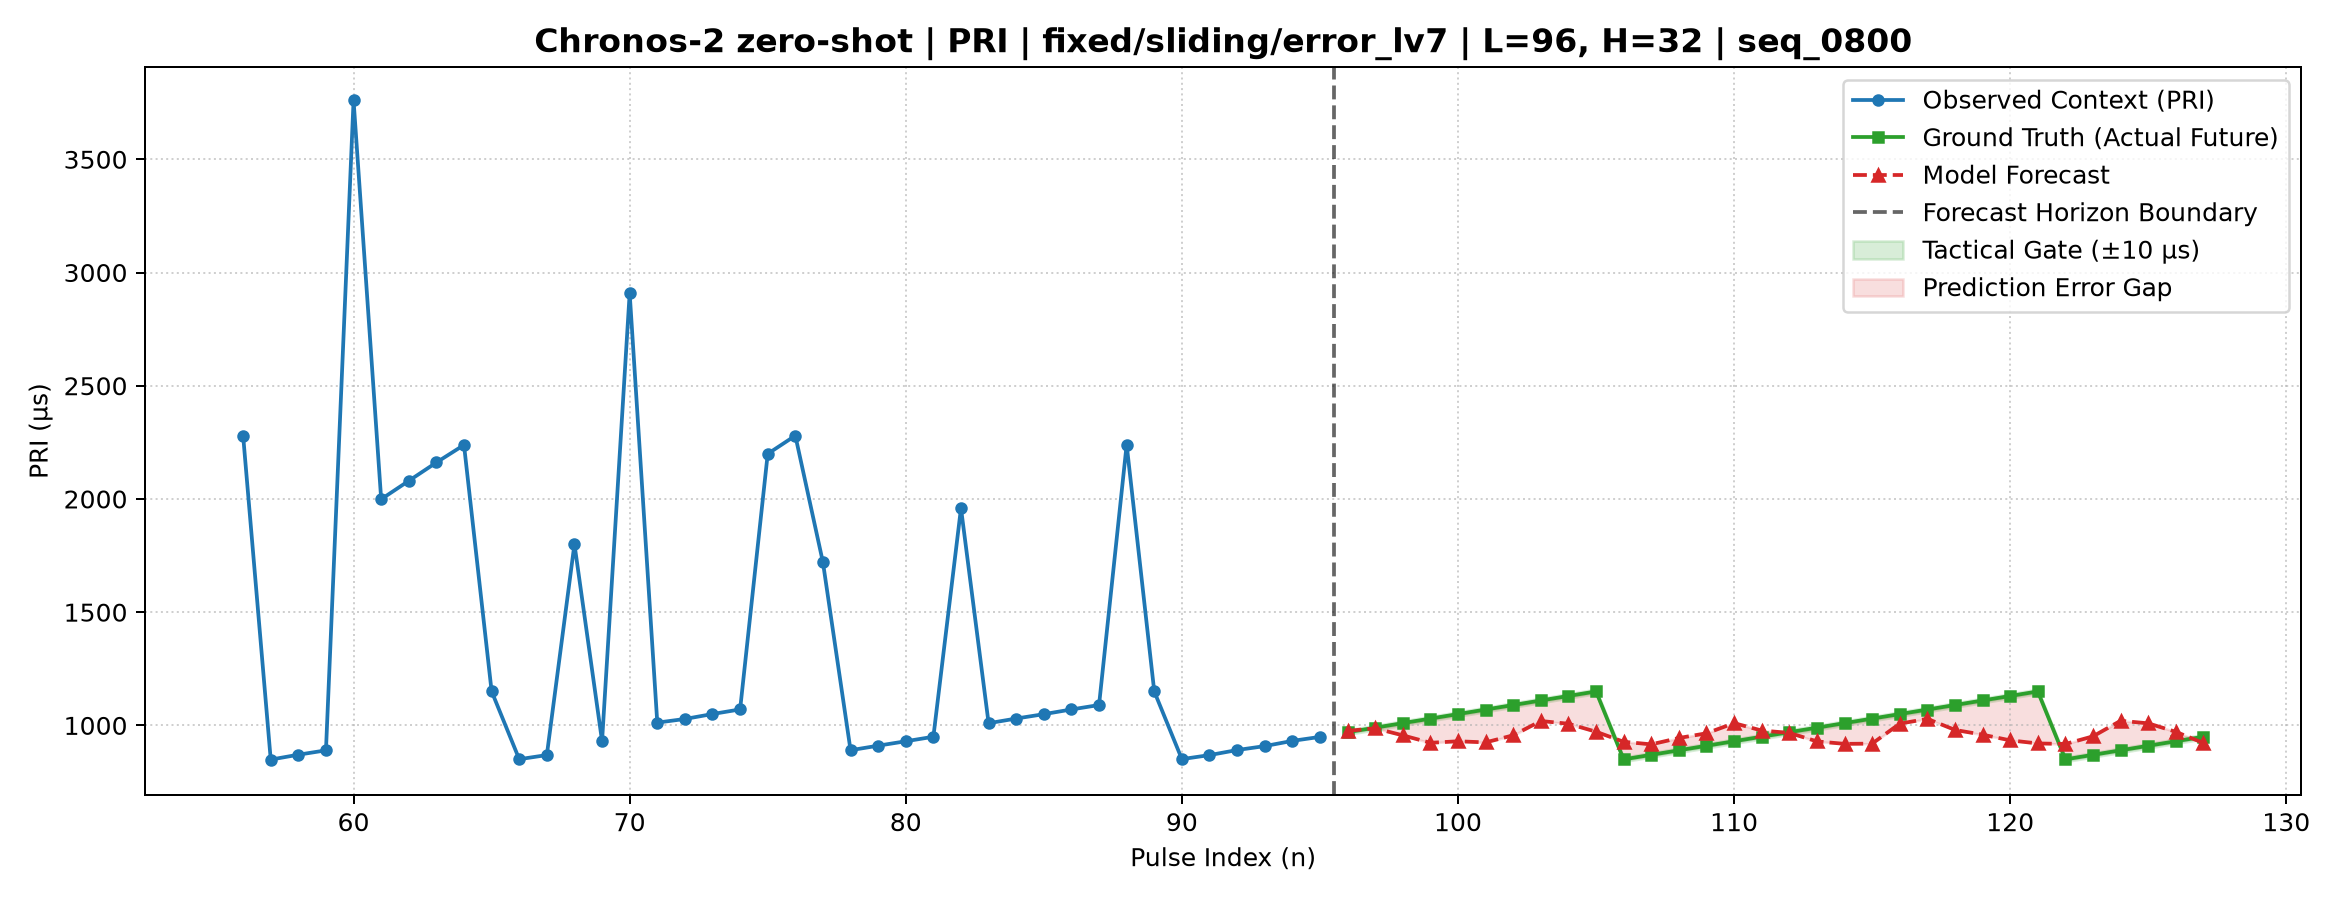 Chronos-2 zero-shot | PRI | fixed/sliding/error_lv7 | L=96, H=32 | seq_0800
Observed Context (PRI)
Ground Truth (Actual Future)
Model Forecast
Forecast Horizon Boundary
Tactical Gate (±10 µs)
Prediction Error Gap
PRI (µs)
3500
3000
2500
2000
1500
1000
60 70 80 90 100 110 120 130
Pulse Index (n)